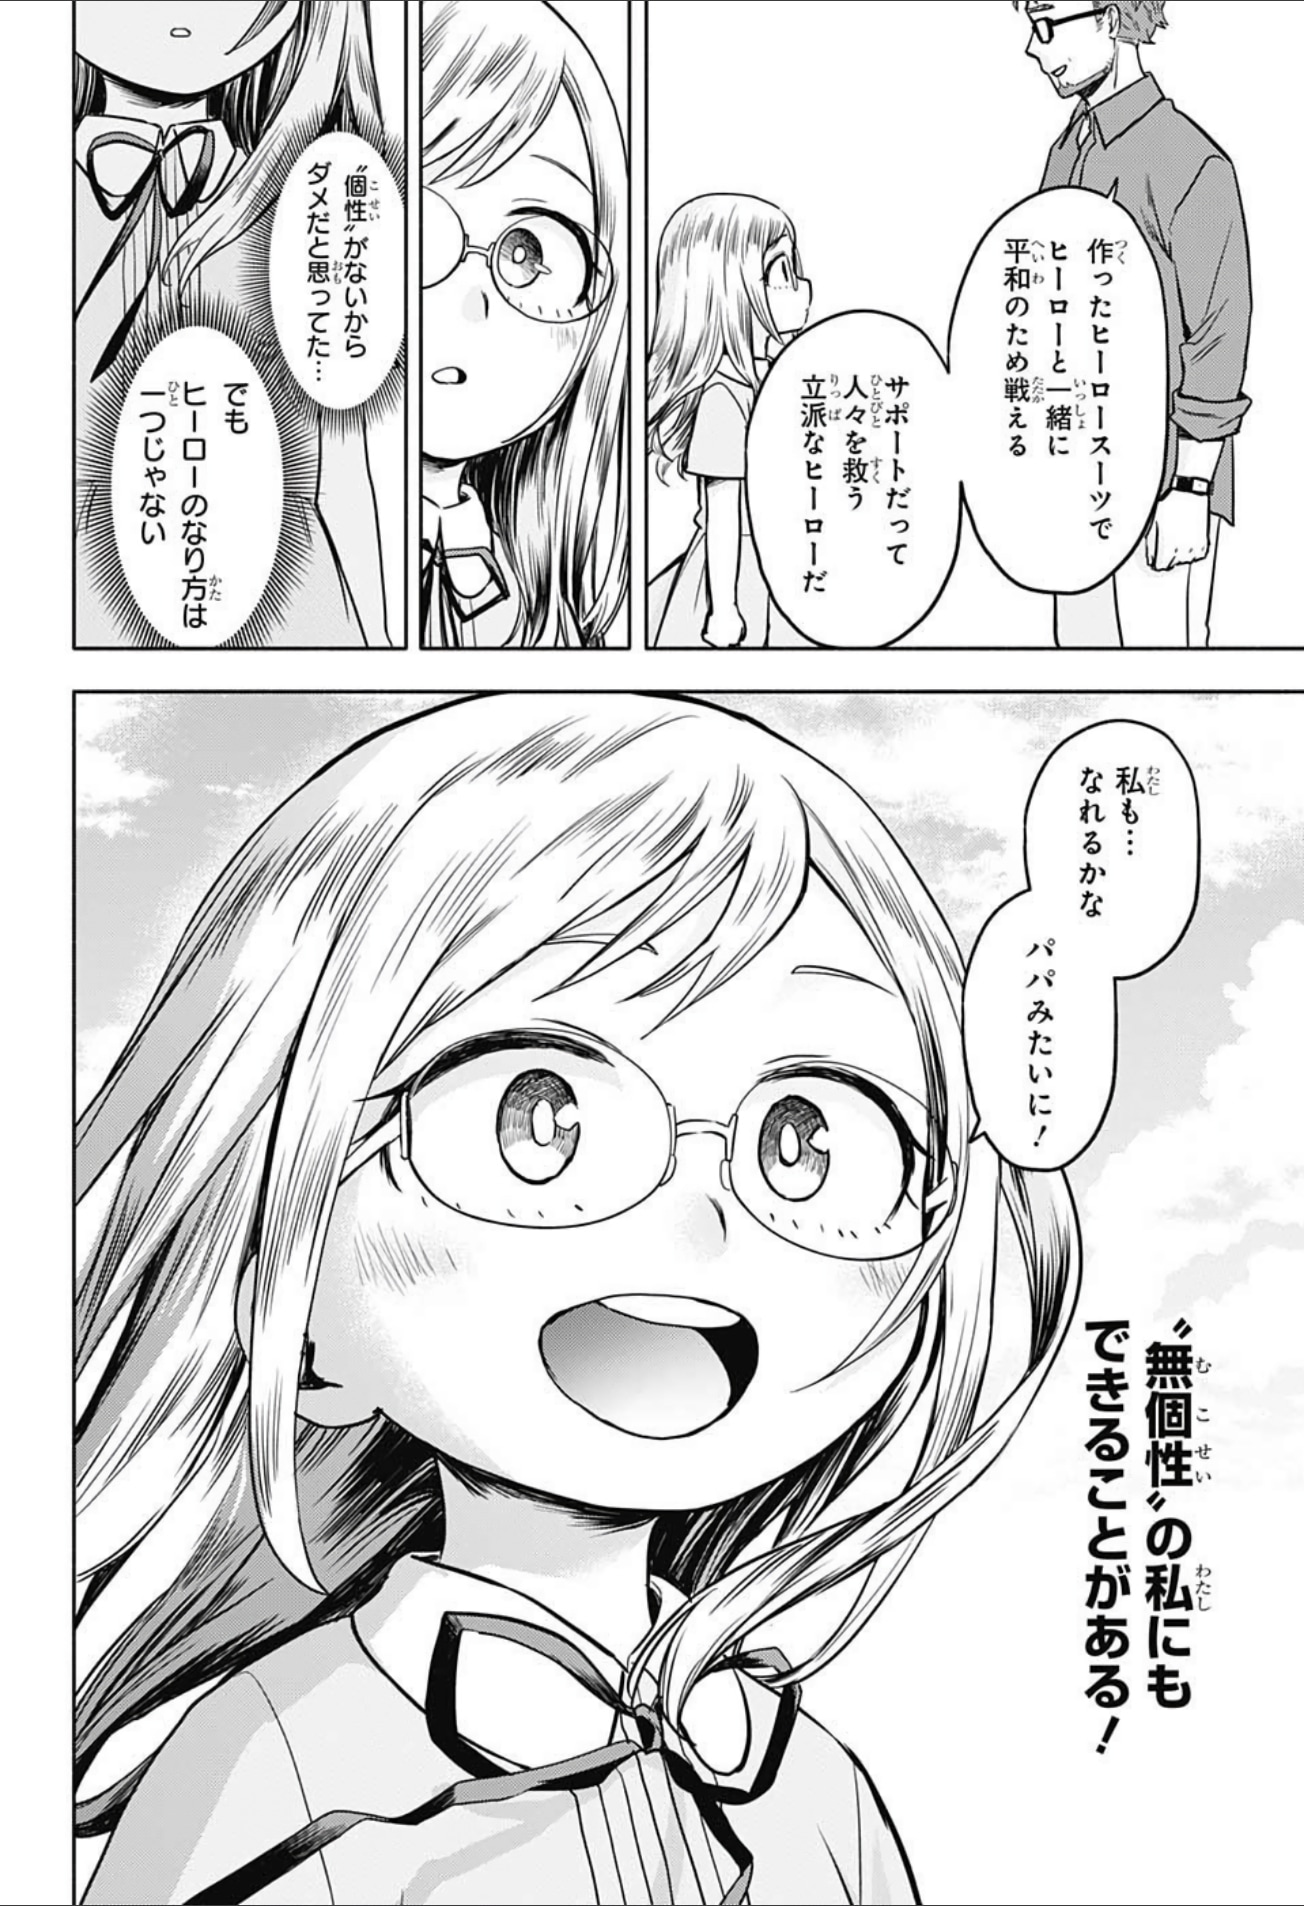 作ったヒーロースーツで
ヒーローと一緒に
平和のため戦える
サポートだって
人々を救う
立派なヒーローだ
〝個性〟がないから
ダメだと思ってた…
でも
ヒーローのなり方は
一つじゃない
私も…
なれるかな
パパみたいに！
〝無個性〟の私にも
できることがある！